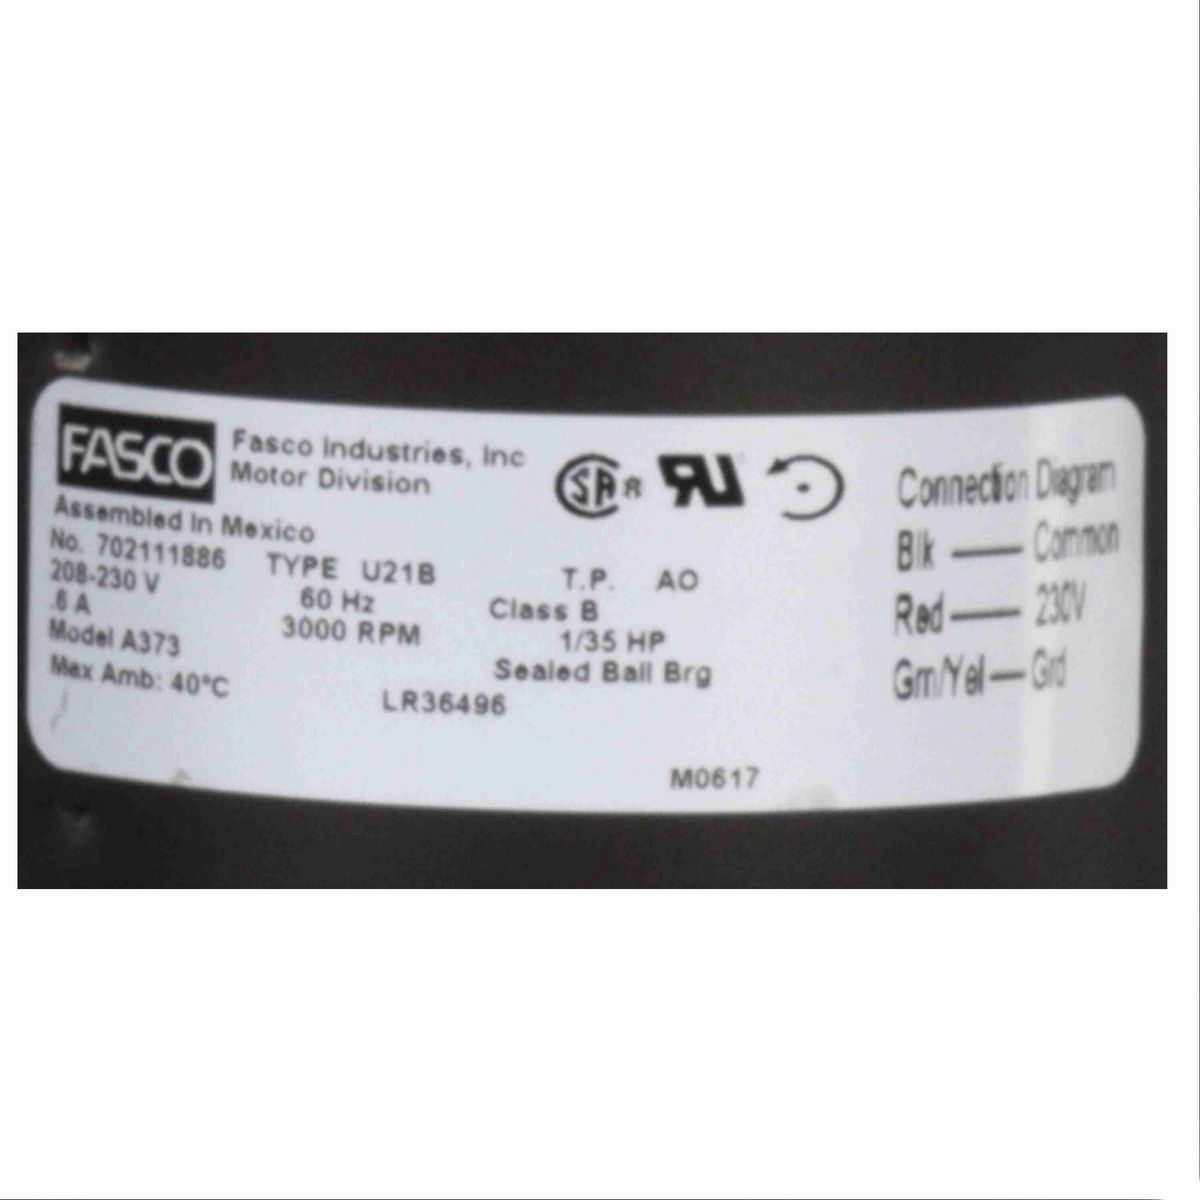 FASCO
Fasco Industries, Inc
Motor Division
Assembled In Mexico
No. 702111886 TYPE U21B T.P. AO
208-230 V 60 Hz Class B
.6 A 3000 RPM 1/35 HP
Model A373 Sealed Ball Brg
Max Amb: 40°C LR36496
M0617
SA R
RU
Connection Diagram
Blk — Common
Red — 230V
Grn/Yel — Grd